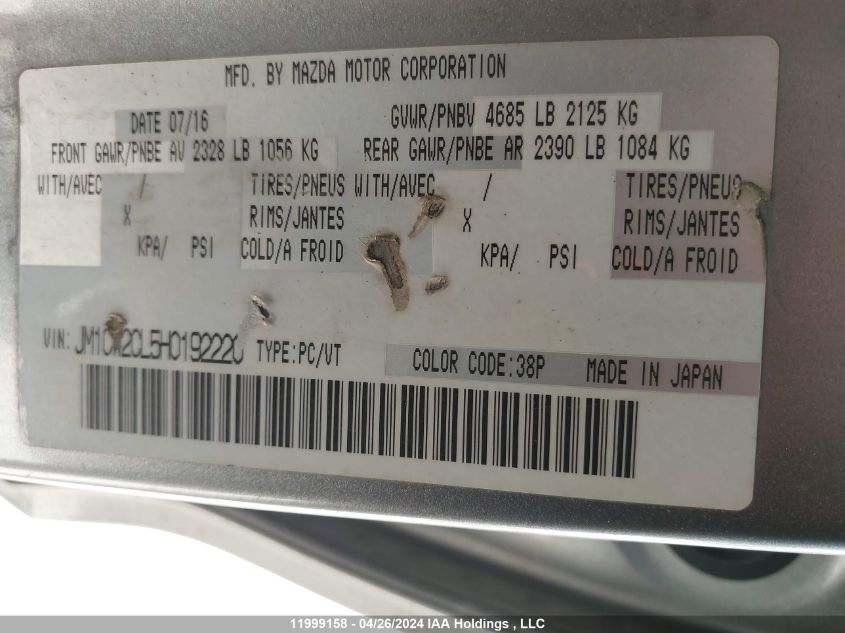 MFD. BY MAZDA MOTOR CORPORATION
DATE 07/16 GVWR/PNBV 4685 LB 2125 KG
FRONT GAWR/PNBE AV 2328 LB 1056 KG REAR GAWR/PNBE AR 2390 LB 1084 KG
WITH/AVEC / TIRES/PNEUS WITH/AVEC / TIRES/PNEUS
X RIMS/JANTES X RIMS/JANTES
KPA/ PSI COLD/A FROID KPA/ PSI COLD/A FROID
VIN: JM1CW2CL5H0192220 TYPE:PC/VT COLOR CODE:38P MADE IN JAPAN
11999158 - 04/26/2024 IAA Holdings , LLC